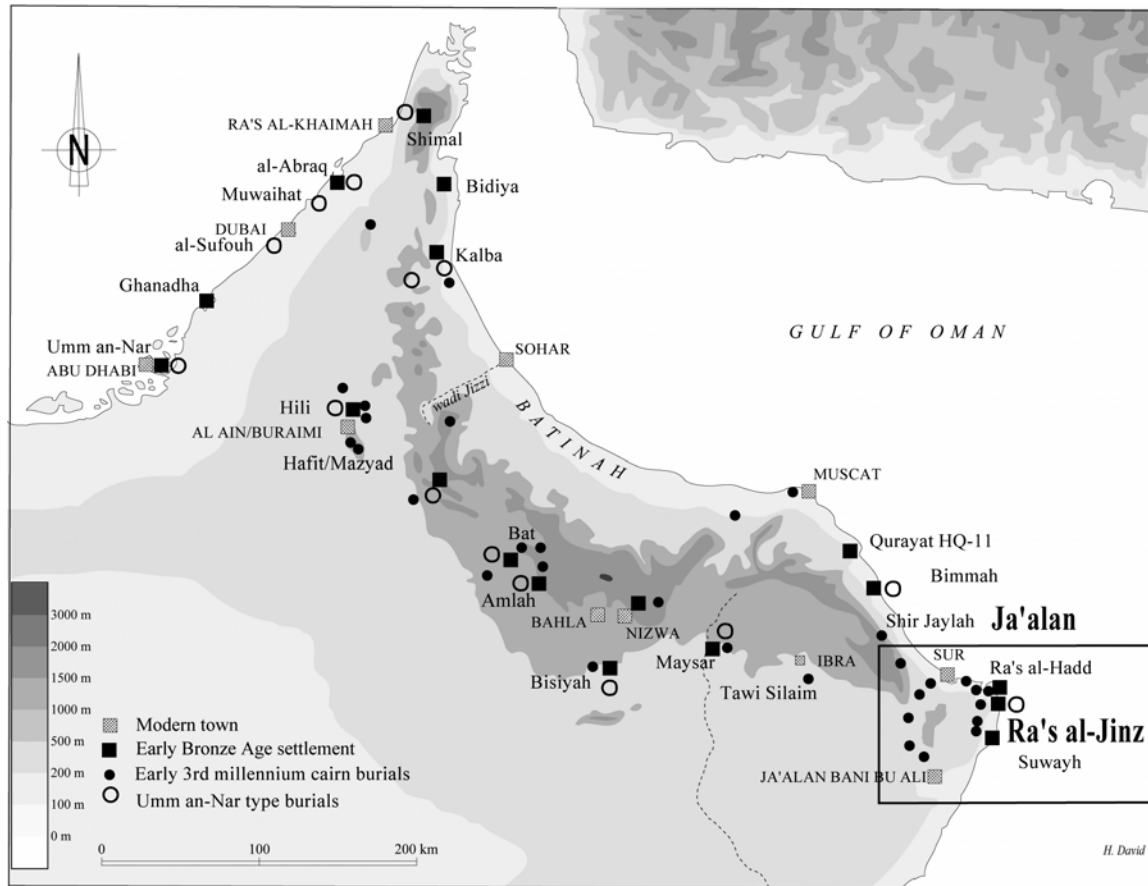 N
RA'S AL-KHAIMAH
Shimal
al-Abraq
Bidiya
Muwaihat
DUBAI
al-Sufouh
Kalba
Ghanadha
GULF OF OMAN
Umm an-Nar
ABU DHABI
SOHAR
wadi Jizzi
BATINAH
Hili
AL AIN/BURAIMI
Hafit/Mazyad
MUSCAT
Bat
Qurayat HQ-11
Bimmah
Amlah
Shir Jaylah
Ja'alan
BAHLA
NIZWA
Maysar
IBRA
SUR
Ra's al-Hadd
Bisiyah
Tawi Silaim
Ra's al-Jinz
Suwayh
JA'ALAN BANI BU ALI
3000 m
2000 m
1500 m
1000 m
500 m
200 m
100 m
0 m
Modern town
Early Bronze Age settlement
Early 3rd millennium cairn burials
Umm an-Nar type burials
0 100 200 km
H. David